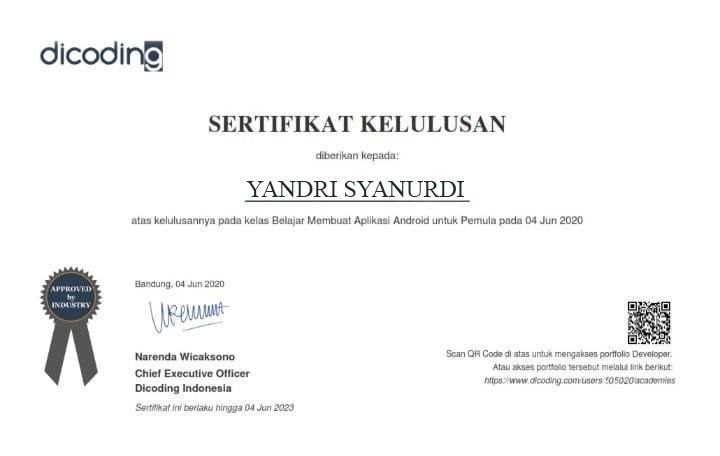 dicoding
SERTIFIKAT KELULUSAN
diberikan kepada:
YANDRI SYANURDI
atas kelulusannya pada kelas Belajar Membuat Aplikasi Android untuk Pemula pada 04 Jun 2020
APPROVED
by
INDUSTRY
Bandung, 04 Jun 2020
Narenda Wicaksono
Chief Executive Officer
Dicoding Indonesia
Sertifikat ini berlaku hingga 04 Jun 2023
Scan QR Code di atas untuk mengakses portfolio Developer.
Atau akses portfolio tersebut melalui link berikut:
https://www.dicoding.com/users/505020/academies